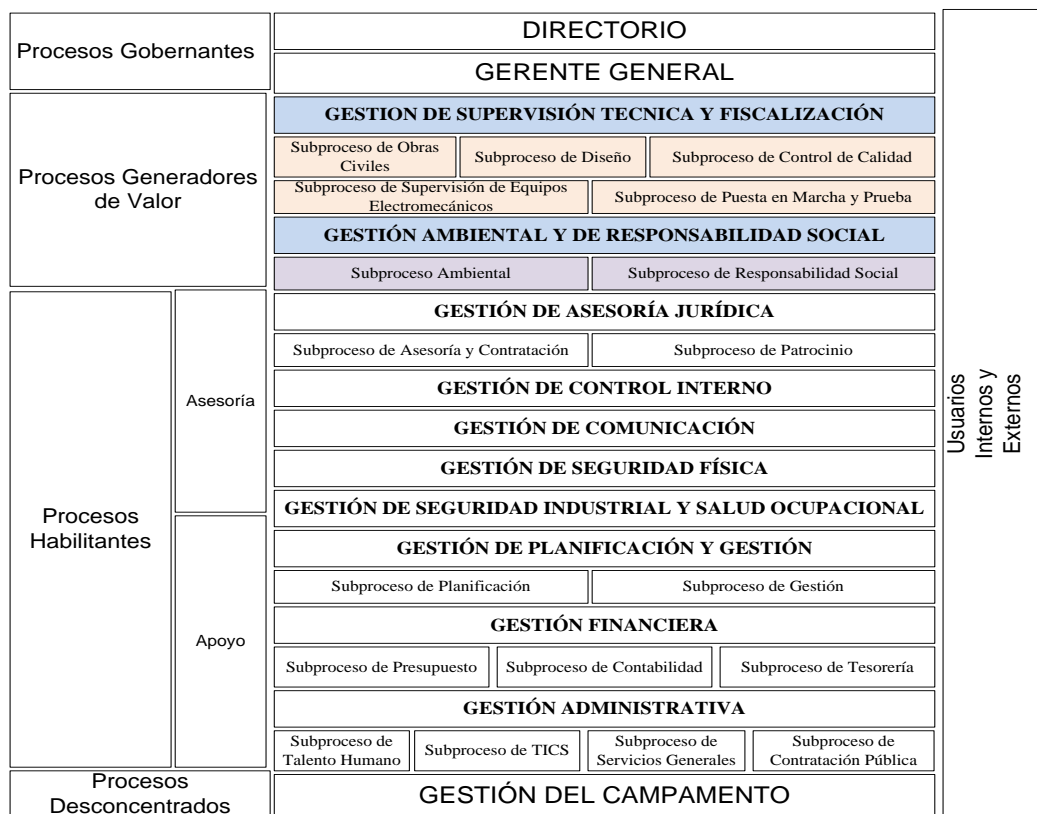 Procesos Gobernantes
DIRECTORIO
GERENTE GENERAL
Procesos Generadores
de Valor
GESTION DE SUPERVISIÓN TECNICA Y FISCALIZACIÓN
Subproceso de Obras
Civiles
Subproceso de Diseño
Subproceso de Control de Calidad
Subproceso de Supervisión de Equipos
Electromecánicos
Subproceso de Puesta en Marcha y Prueba
GESTIÓN AMBIENTAL Y DE RESPONSABILIDAD SOCIAL
Subproceso Ambiental
Subproceso de Responsabilidad Social
Procesos
Habilitantes
Asesoría
GESTIÓN DE ASESORÍA JURÍDICA
Subproceso de Asesoría y Contratación
Subproceso de Patrocinio
GESTIÓN DE CONTROL INTERNO
GESTIÓN DE COMUNICACIÓN
GESTIÓN DE SEGURIDAD FÍSICA
GESTIÓN DE SEGURIDAD INDUSTRIAL Y SALUD OCUPACIONAL
Apoyo
GESTIÓN DE PLANIFICACIÓN Y GESTIÓN
Subproceso de Planificación
Subproceso de Gestión
GESTIÓN FINANCIERA
Subproceso de Presupuesto
Subproceso de Contabilidad
Subproceso de Tesorería
GESTIÓN ADMINISTRATIVA
Subproceso de
Talento Humano
Subproceso de TICS
Subproceso de
Servicios Generales
Subproceso de
Contratación Pública
Procesos
Desconcentrados
GESTIÓN DEL CAMPAMENTO
Usuarios
Internos y
Externos